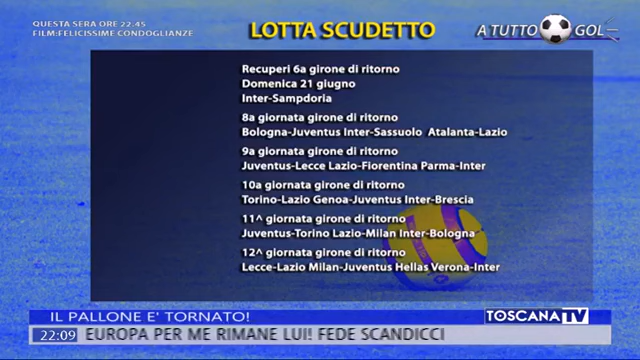 QUESTA SERA ORE 22.45
FILM:FELICISSIME CONDOGLIANZE
LOTTA SCUDETTO
A TUTTO GOL
Recuperi 6a girone di ritorno
Domenica 21 giugno
Inter-Sampdoria
8a giornata girone di ritorno
Bologna-Juventus Inter-Sassuolo Atalanta-Lazio
9a giornata girone di ritorno
Juventus-Lecce Lazio-Fiorentina Parma-Inter
10a giornata girone di ritorno
Torino-Lazio Genoa-Juventus Inter-Brescia
11^ giornata girone di ritorno
Juventus-Torino Lazio-Milan Inter-Bologna
12^ giornata girone di ritorno
Lecce-Lazio Milan-Juventus Hellas Verona-Inter
IL PALLONE E' TORNATO!
TOSCANA TV
22:09 EUROPA PER ME RIMANE LUI! FEDE SCANDICCI